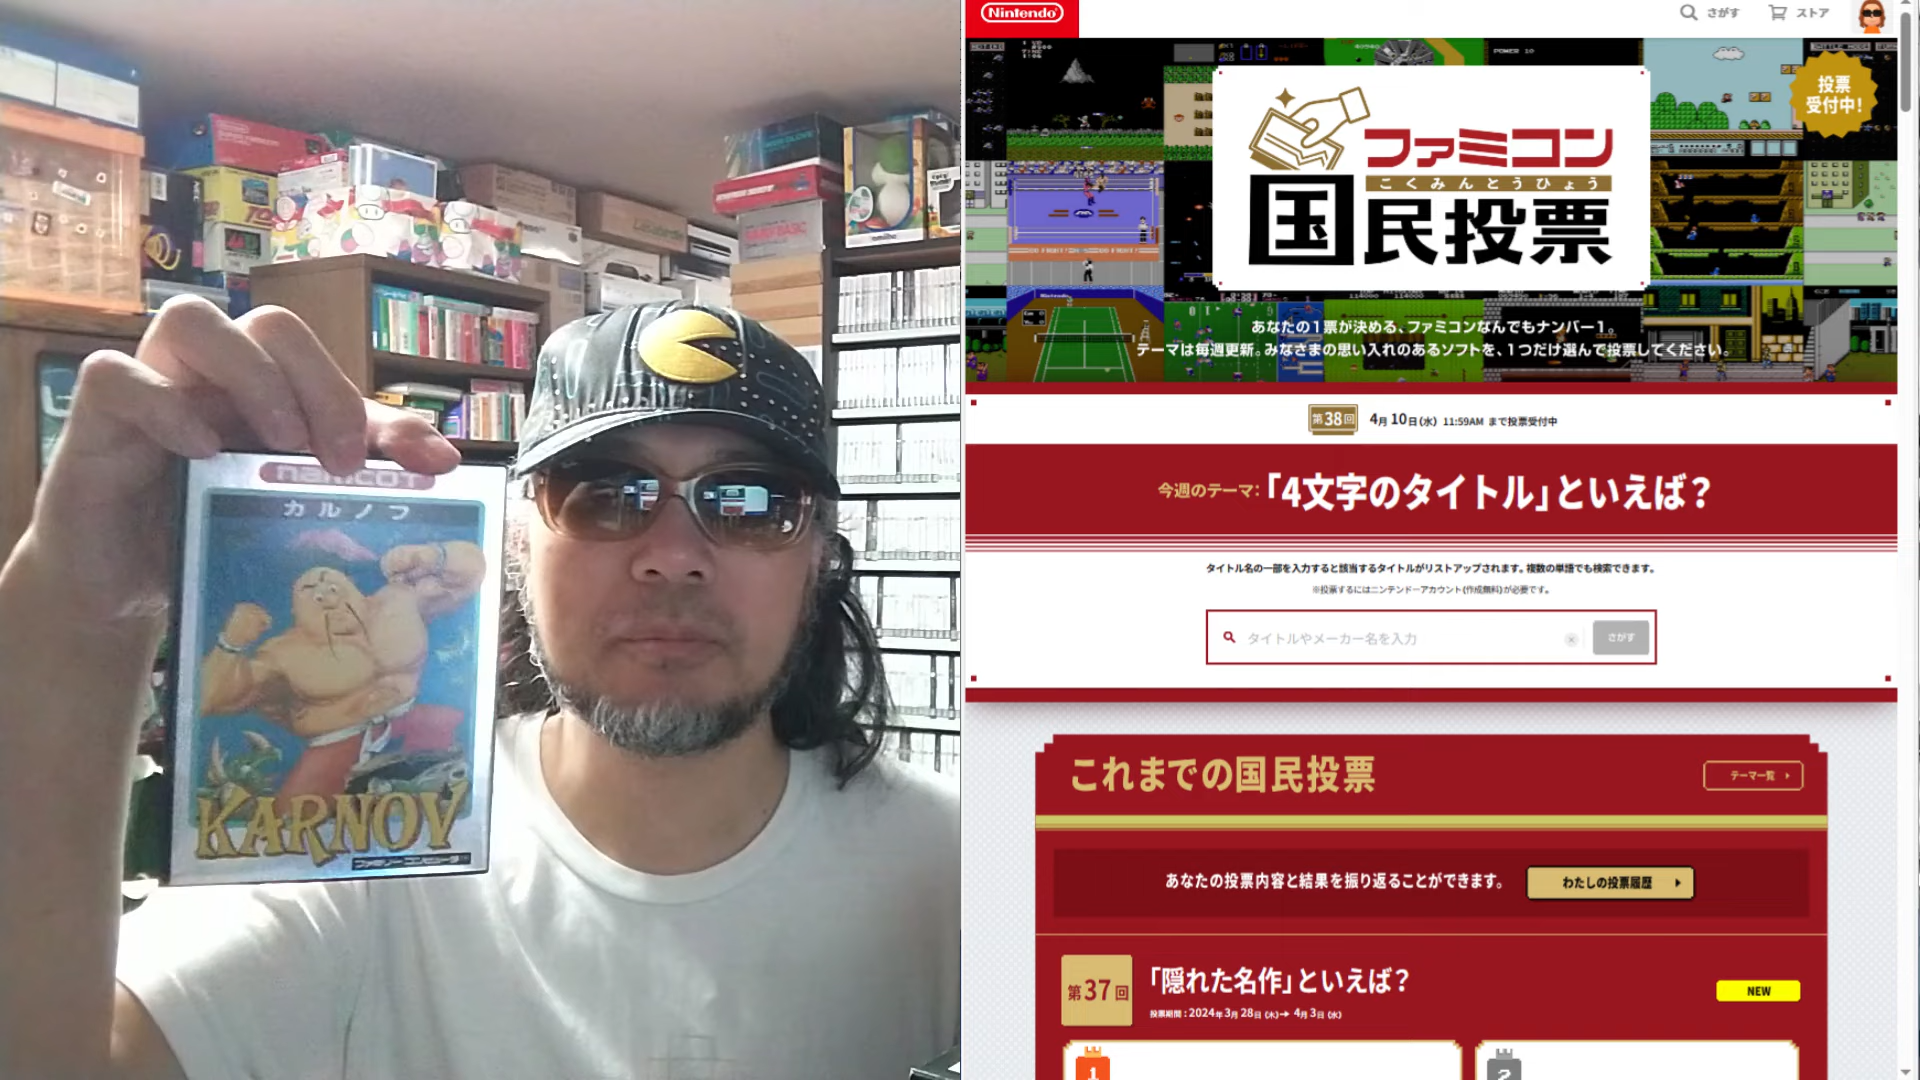 namcot
カルノフ
KARNOV
ファミリーコンピュータ
Nintendo
さがす
ストア
投票
受付中!
ファミコン
こくみんとうひょう
国民投票
あなたの1票が決める、ファミコンなんでもナンバー1。
テーマは毎週更新。みなさまの思い入れのあるソフトを、1つだけ選んで投票してください。
第38回 4月10日(水) 11:59AM まで投票受付中
今週のテーマ:「4文字のタイトル」といえば?
タイトル名の一部を入力すると該当するタイトルがリストアップされます。複数の単語でも検索できます。
※投票するにはニンテンドーアカウント(作成無料)が必要です。
タイトルやメーカー名を入力
さがす
これまでの国民投票
テーマ一覧
あなたの投票内容と結果を振り返ることができます。
わたしの投票履歴
第37回
「隠れた名作」といえば?
NEW
投票期間:2024年3月28日(木)→ 4月3日(水)
1
2